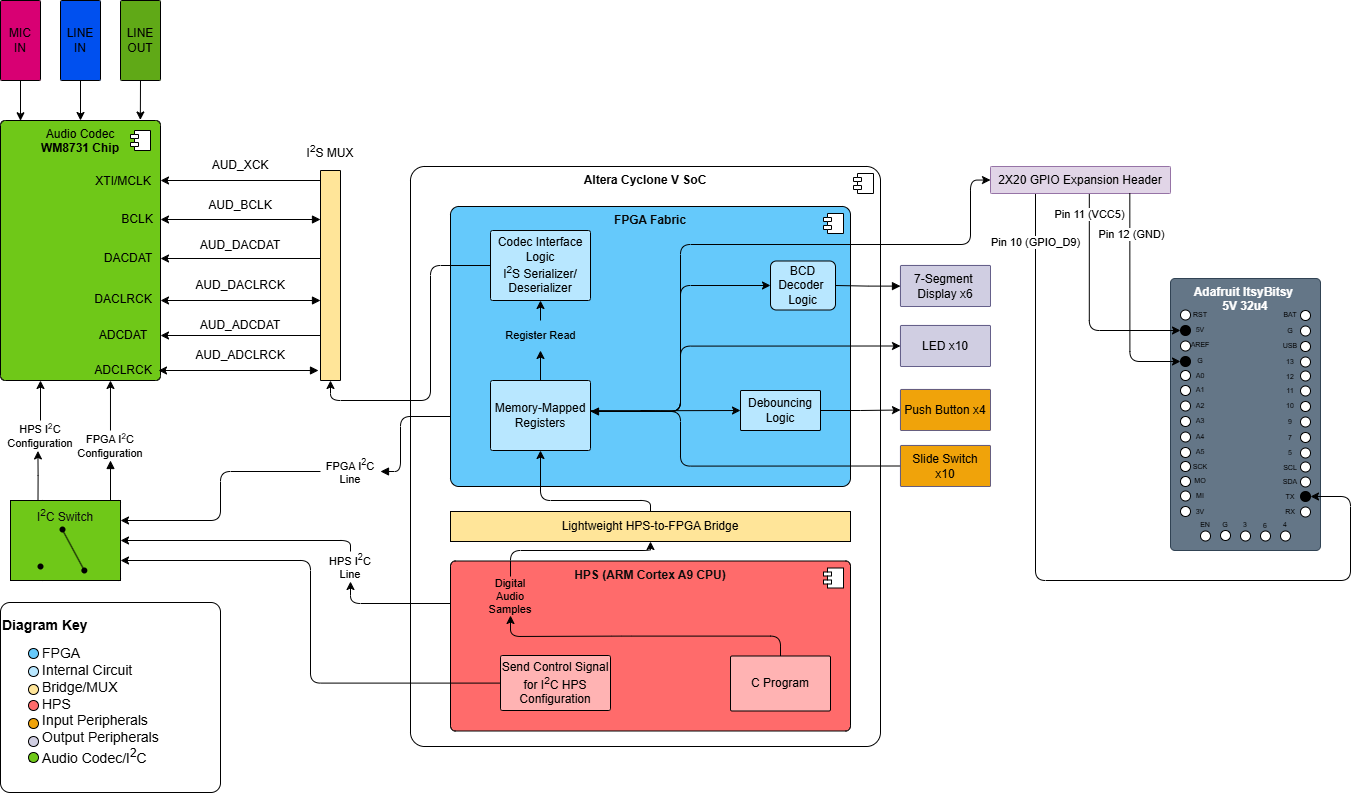 MIC
IN
LINE
IN
LINE
OUT
Audio Codec
WM8731 Chip
XTI/MCLK
BCLK
DACDAT
DACLRCK
ADCDAT
ADCLRCK
AUD_XCK
AUD_BCLK
AUD_DACDAT
AUD_DACLRCK
AUD_ADCDAT
AUD_ADCLRCK
I2S MUX
HPS I2C
Configuration
FPGA I2C
Configuration
I2C Switch
FPGA I2C
Line
HPS I2C
Line
Altera Cyclone V SoC
FPGA Fabric
Codec Interface
Logic
I2S Serializer/
Deserializer
Register Read
Memory-Mapped
Registers
BCD
Decoder
Logic
Debouncing
Logic
Lightweight HPS-to-FPGA Bridge
HPS (ARM Cortex A9 CPU)
Digital
Audio
Samples
Send Control Signal
for I2C HPS
Configuration
C Program
7-Segment
Display x6
LED x10
Push Button x4
Slide Switch
x10
2X20 GPIO Expansion Header
Pin 11 (VCC5)
Pin 12 (GND)
Pin 10 (GPIO_D9)
Adafruit ItsyBitsy
5V 32u4
RST
5V
AREF
G
A0
A1
A2
A3
A4
A5
SCK
MO
MI
3V
BAT
G
USB
13
12
11
10
9
7
5
SCL
SDA
TX
RX
EN
G
3
6
4
Diagram Key
FPGA
Internal Circuit
Bridge/MUX
HPS
Input Peripherals
Output Peripherals
Audio Codec/I2C